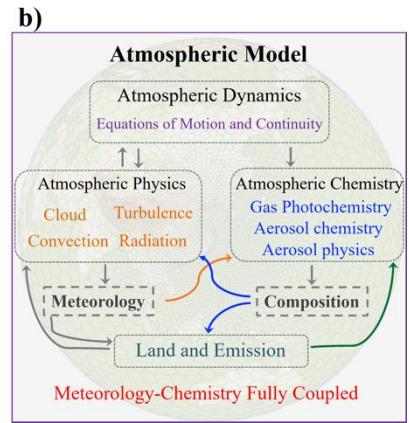 b)
Atmospheric Model
Atmospheric Dynamics
Equations of Motion and Continuity
Atmospheric Physics
Cloud Turbulence
Convection Radiation
Atmospheric Chemistry
Gas Photochemistry
Aerosol chemistry
Aerosol physics
Meteorology
Composition
Land and Emission
Meteorology-Chemistry Fully Coupled